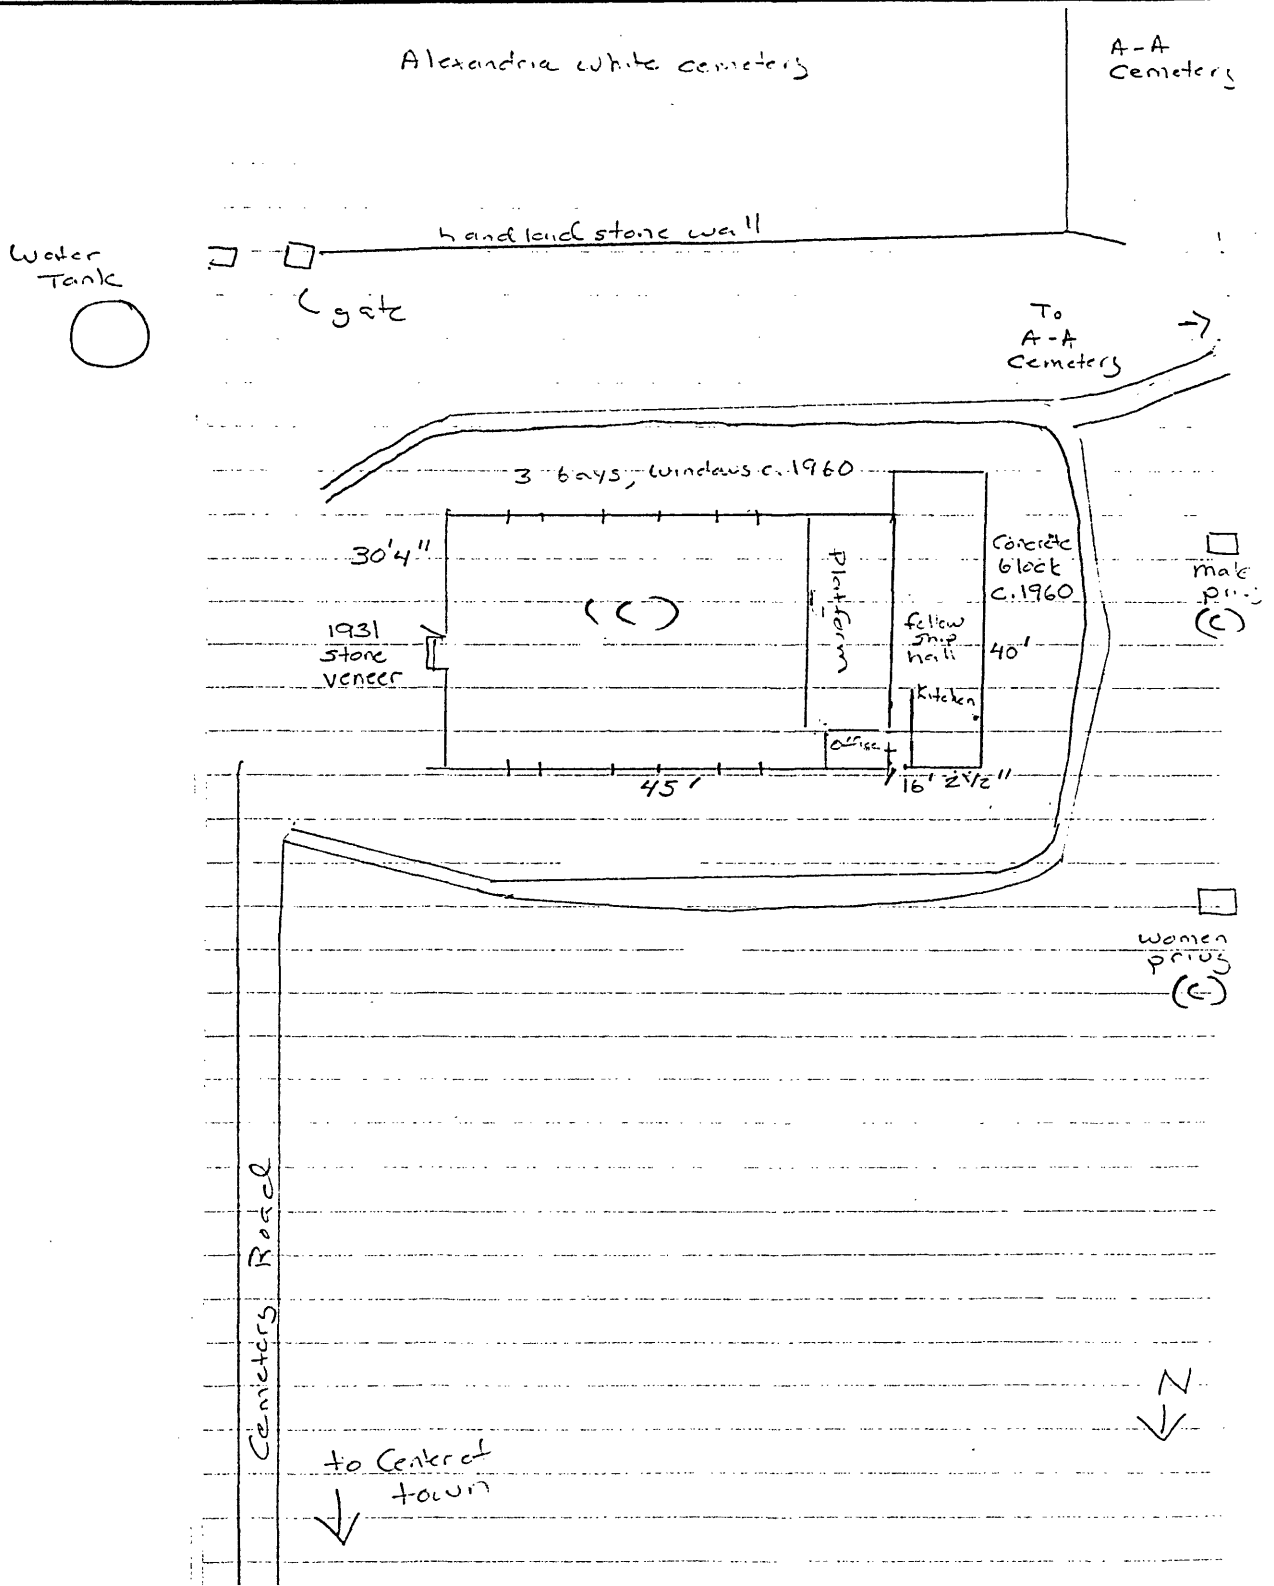 Alexandria white cemetery
A-A
Cemetery
hand laid stone wall
Water
Tank
gate
To
A-A
Cemetery
3 bays, windows c. 1960
30'4"
(C)
Platform
Concrete
block
c. 1960
male
privy
(C)
1931
stone
veneer
fellow
ship
hall
40'
Kitchen
office
45'
16' 2 1/2"
women
privy
(C)
Cemetery Road
N
to Center of
town